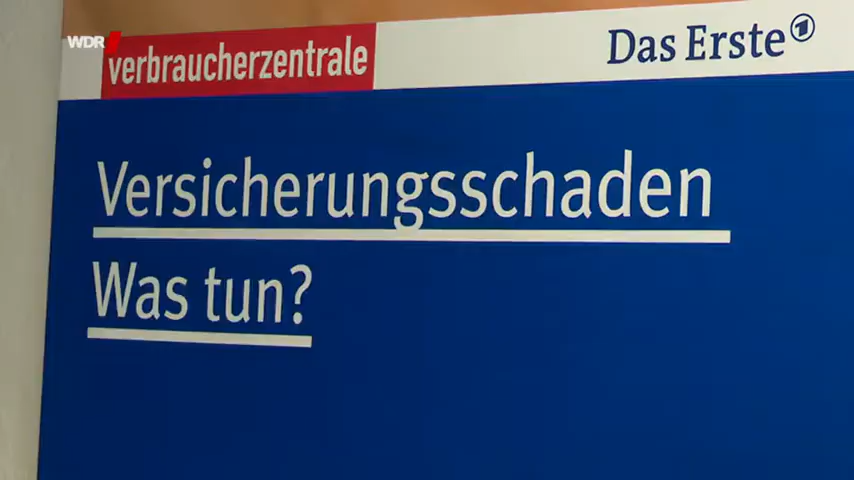 WDR
verbraucherzentrale
Das Erste
Versicherungsschaden
Was tun?